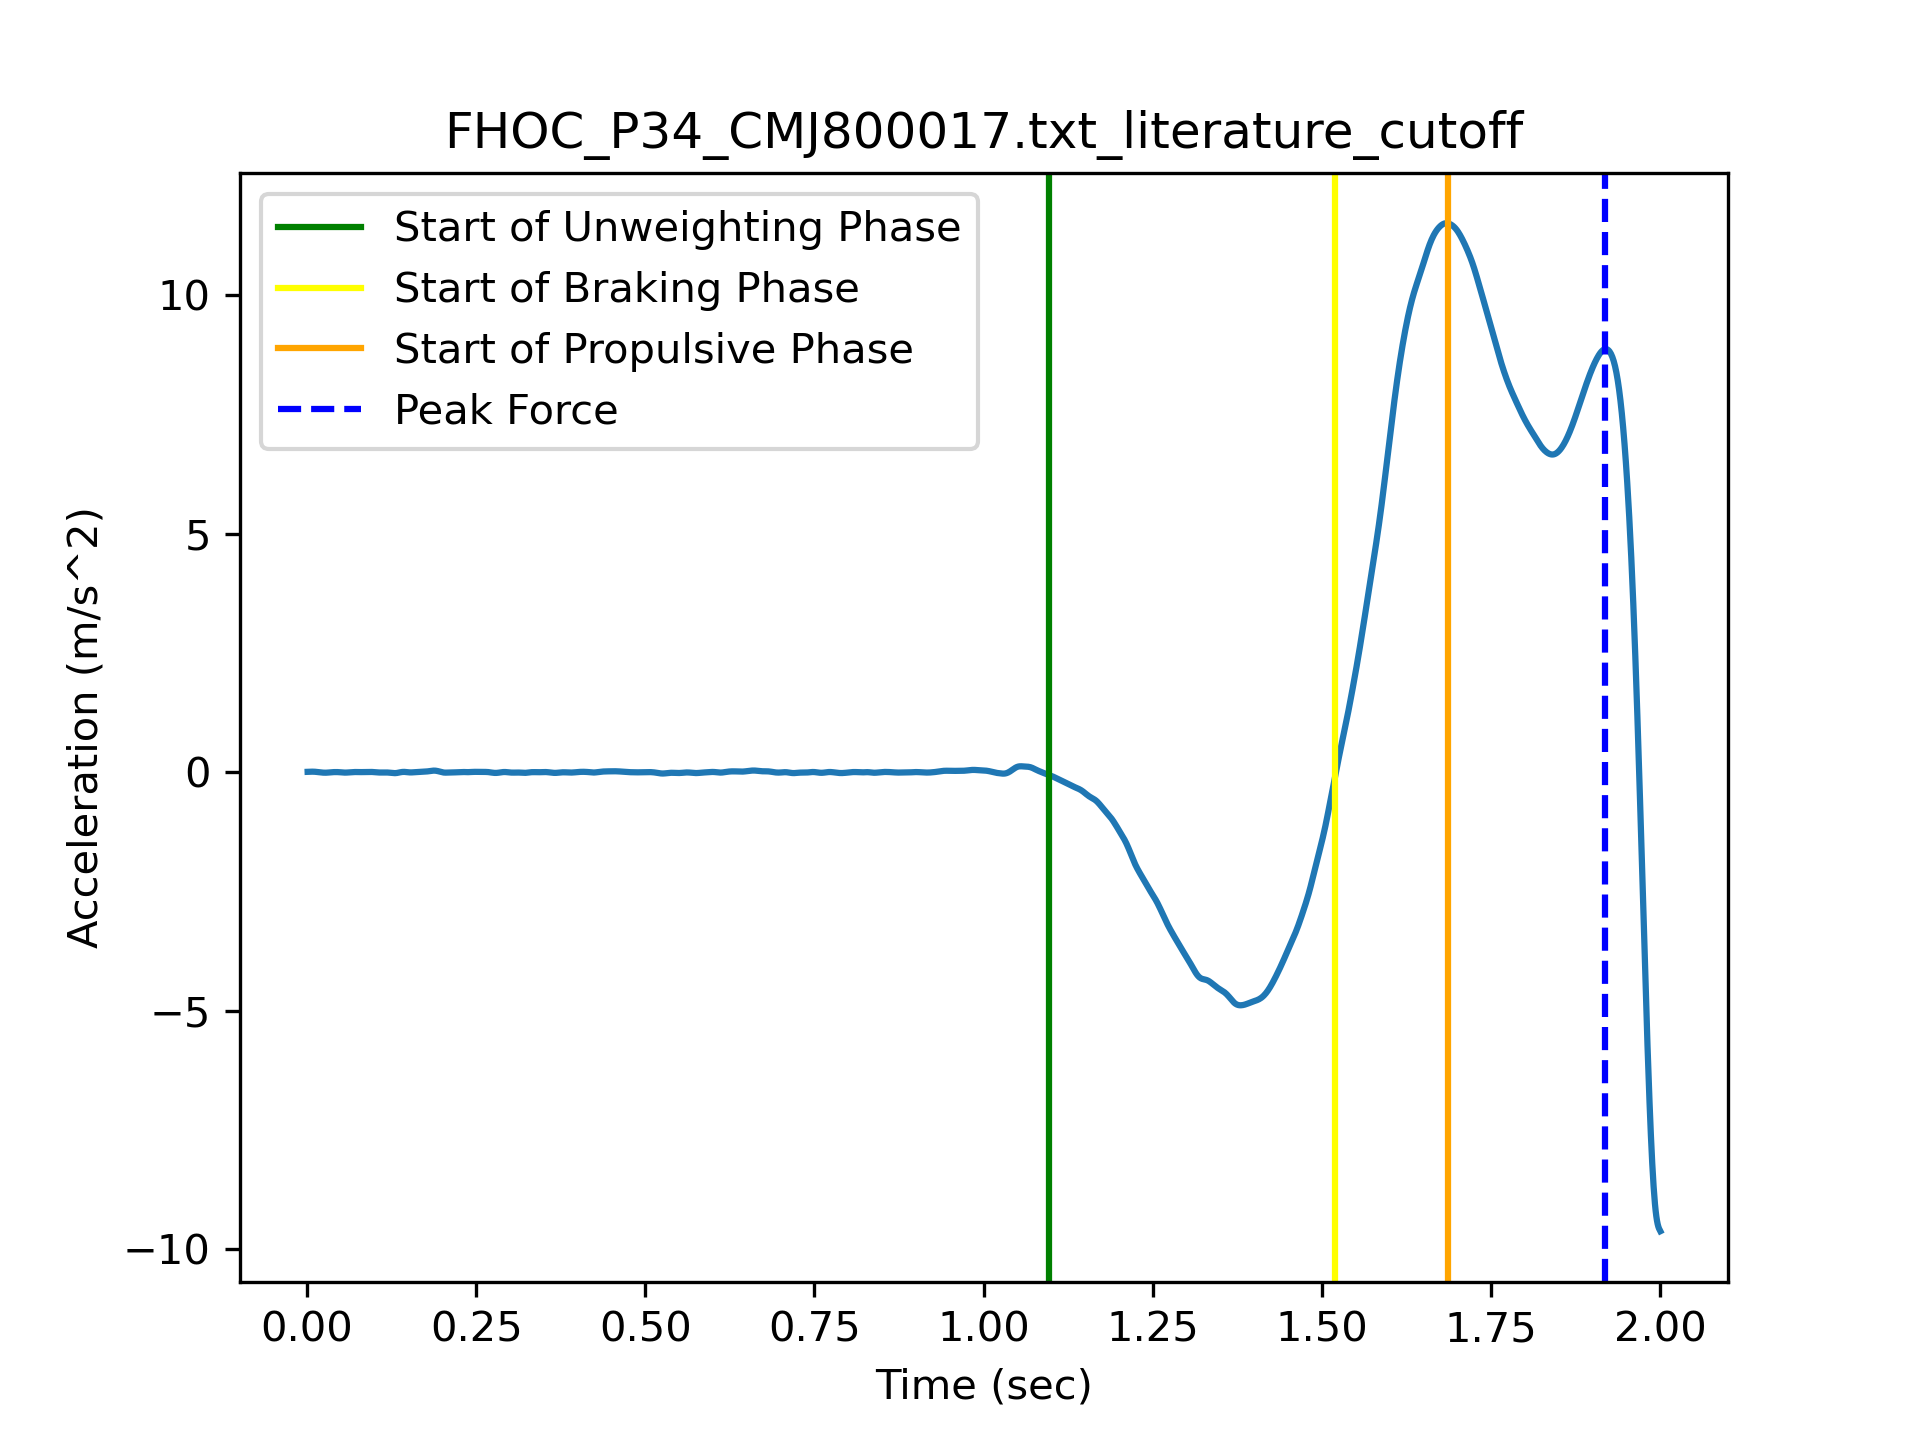 FHOC_P34_CMJ800017.txt_literature_cutoff
Start of Unweighting Phase
Start of Braking Phase
Start of Propulsive Phase
Peak Force
10
5
0
−5
−10
Acceleration (m/s^2)
0.00 0.25 0.50 0.75 1.00 1.25 1.50 1.75 2.00
Time (sec)